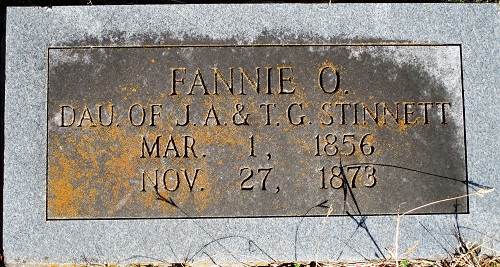 FANNIE O.
DAU. OF J. A. & T. G. STINNETT
MAR. 1, 1856
NOV. 27, 1873